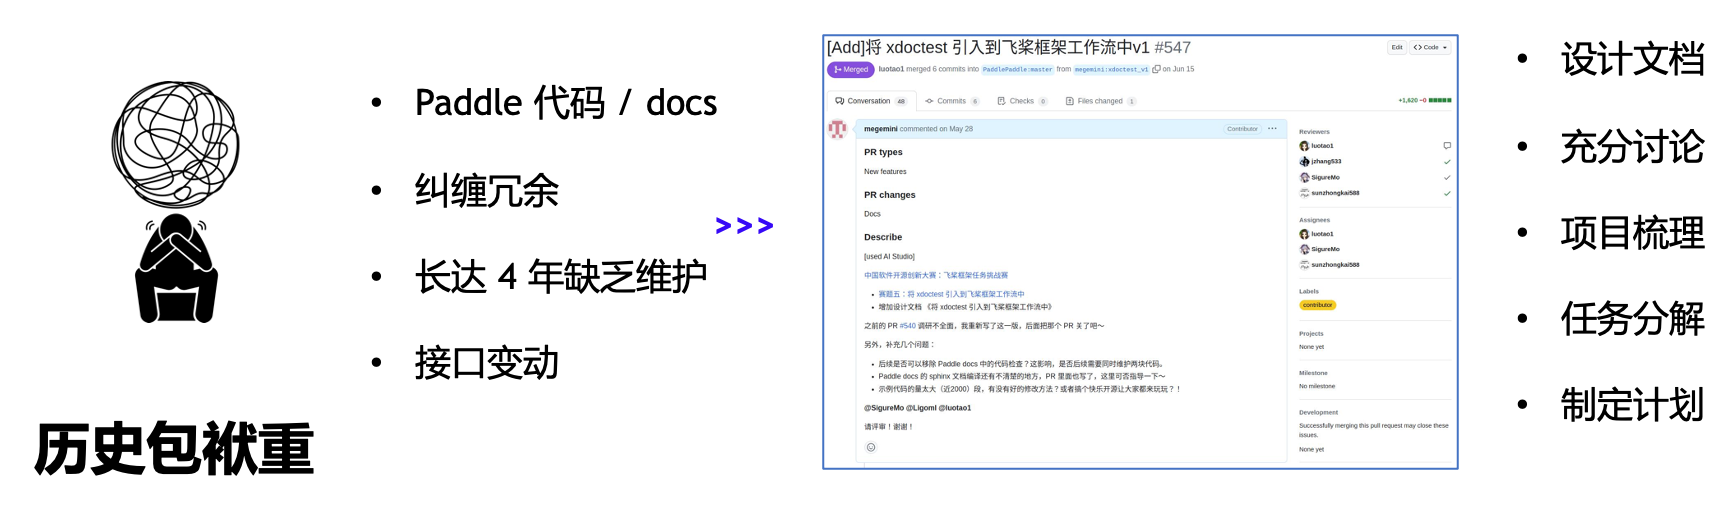 历史包袱重
• Paddle 代码 / docs
• 纠缠冗余
• 长达 4 年缺乏维护
• 接口变动
>>>
[Add]将 xdoctest 引入到飞桨框架工作流中v1 #547
Edit
<> Code
Merged
luotao1 merged 6 commits into PaddlePaddle:master from megemini:xdoctest_v1 on Jun 15
Conversation 48
Commits 6
Checks 0
Files changed 1
+1,620 −0
megemini commented on May 28
Contributor
PR types
New features
PR changes
Docs
Describe
[used AI Studio]
中国软件开源创新大赛：飞桨框架任务挑战赛
• 赛题五：将 xdoctest 引入到飞桨框架工作流中
• 增加设计文档 《将 xdoctest 引入到飞桨框架工作流中》
之前的 PR #540 调研不全面，我重新写了这一版，后面把那个 PR 关了吧～
另外，补充几个问题：
• 后续是否可以移除 Paddle docs 中的代码检查？这影响，是否后续需要同时维护两块代码。
• Paddle docs 的 sphinx 文档编译还有不清楚的地方，PR 里面也写了，这里可否指导一下～
• 示例代码的量太大（近2000）段，有没有好的修改方法？或者搞个快乐开源让大家都来玩玩？！
@SigureMo @Ligoml @luotao1
请评审！谢谢！
Reviewers
luotao1
jzhang533
SigureMo
sunzhongkai588
Assignees
luotao1
SigureMo
sunzhongkai588
Labels
contributor
Projects
None yet
Milestone
No milestone
Development
Successfully merging this pull request may close these
issues.
None yet
• 设计文档
• 充分讨论
• 项目梳理
• 任务分解
• 制定计划